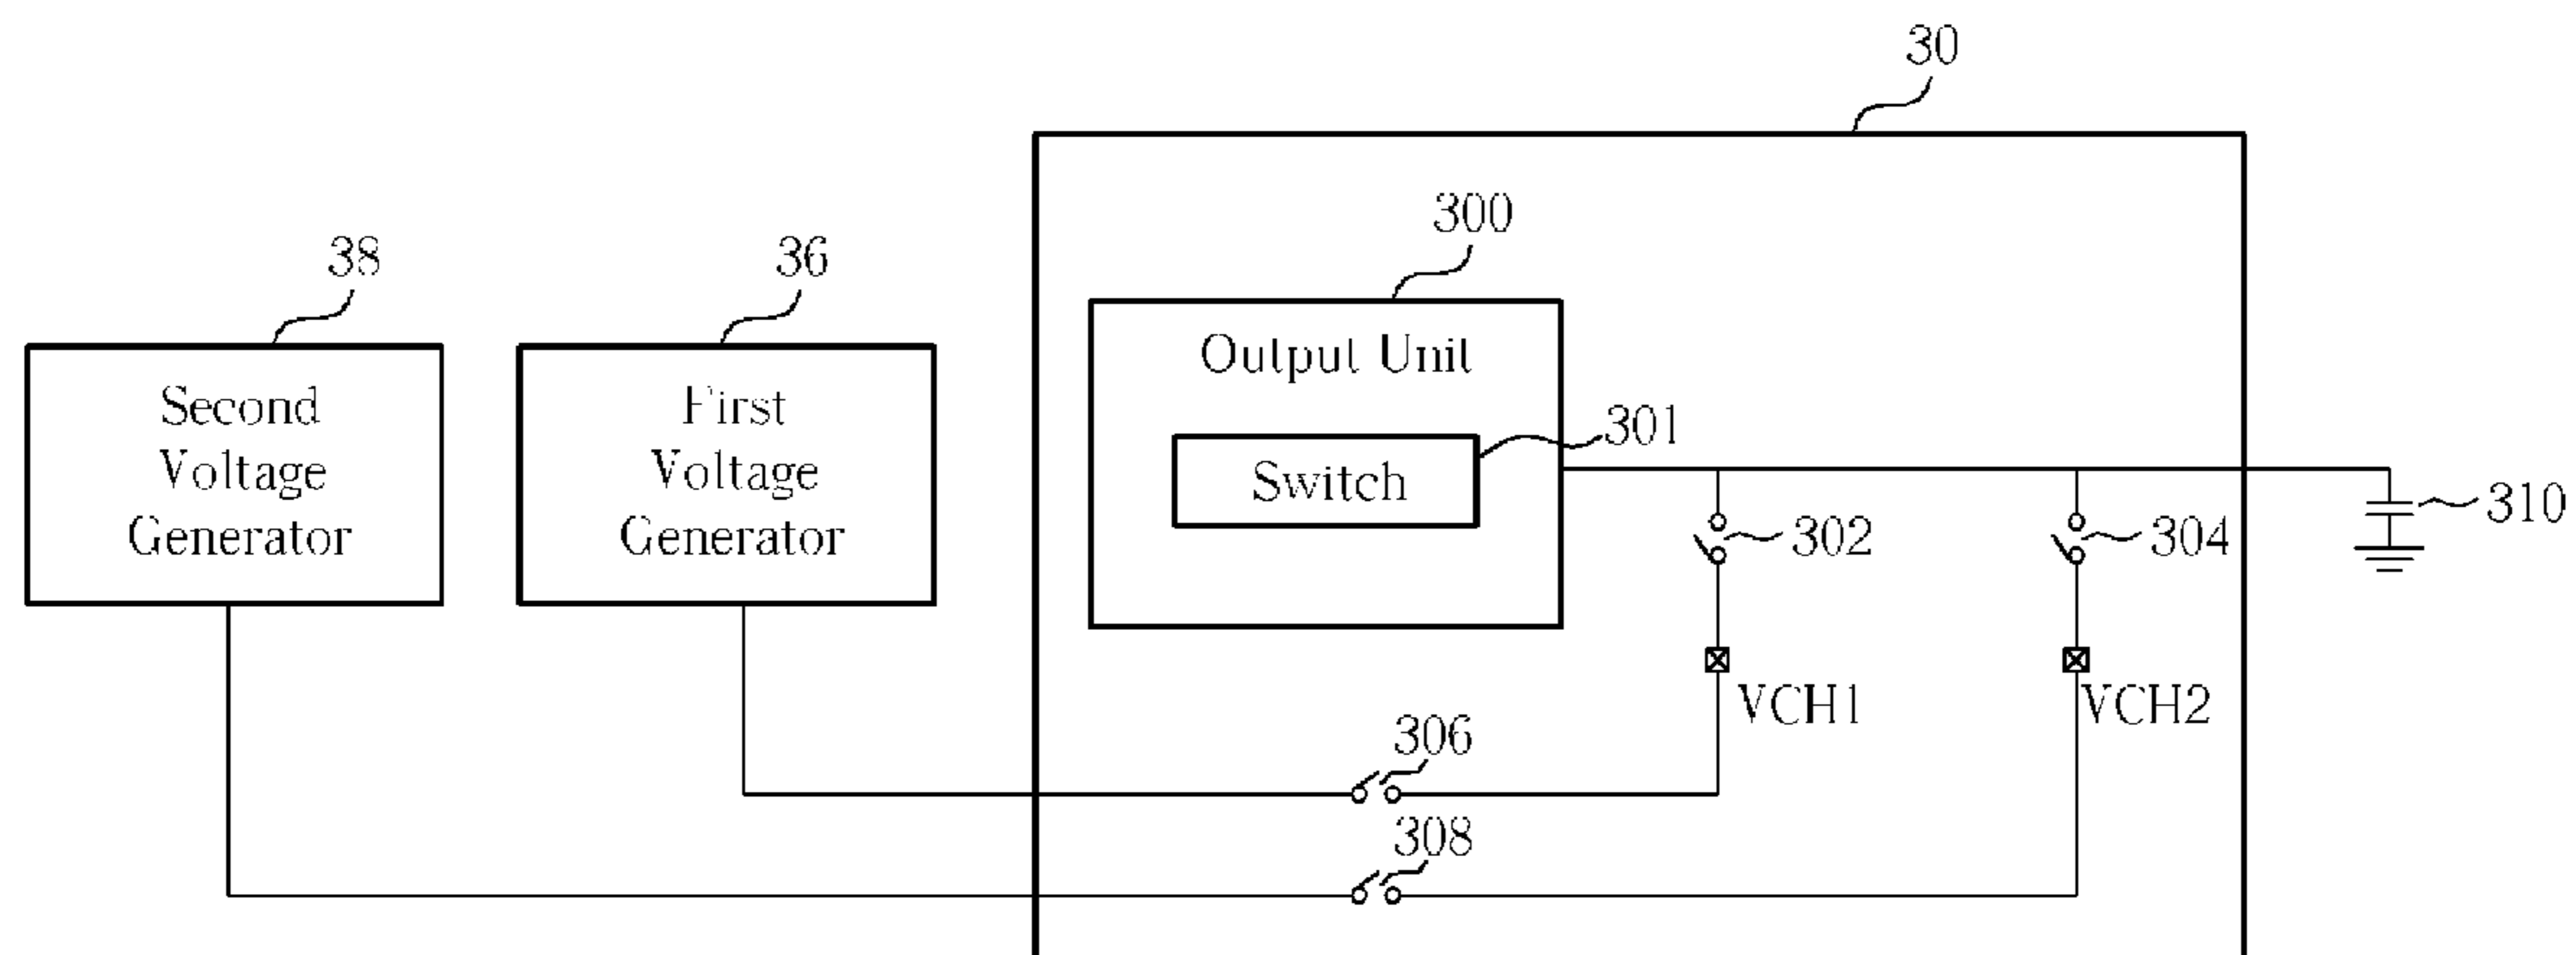 30
300
38
36
Output Unit
Second
Voltage
Generator
First
Voltage
Generator
301
Switch
310
302
304
VCH1
VCH2
306
308